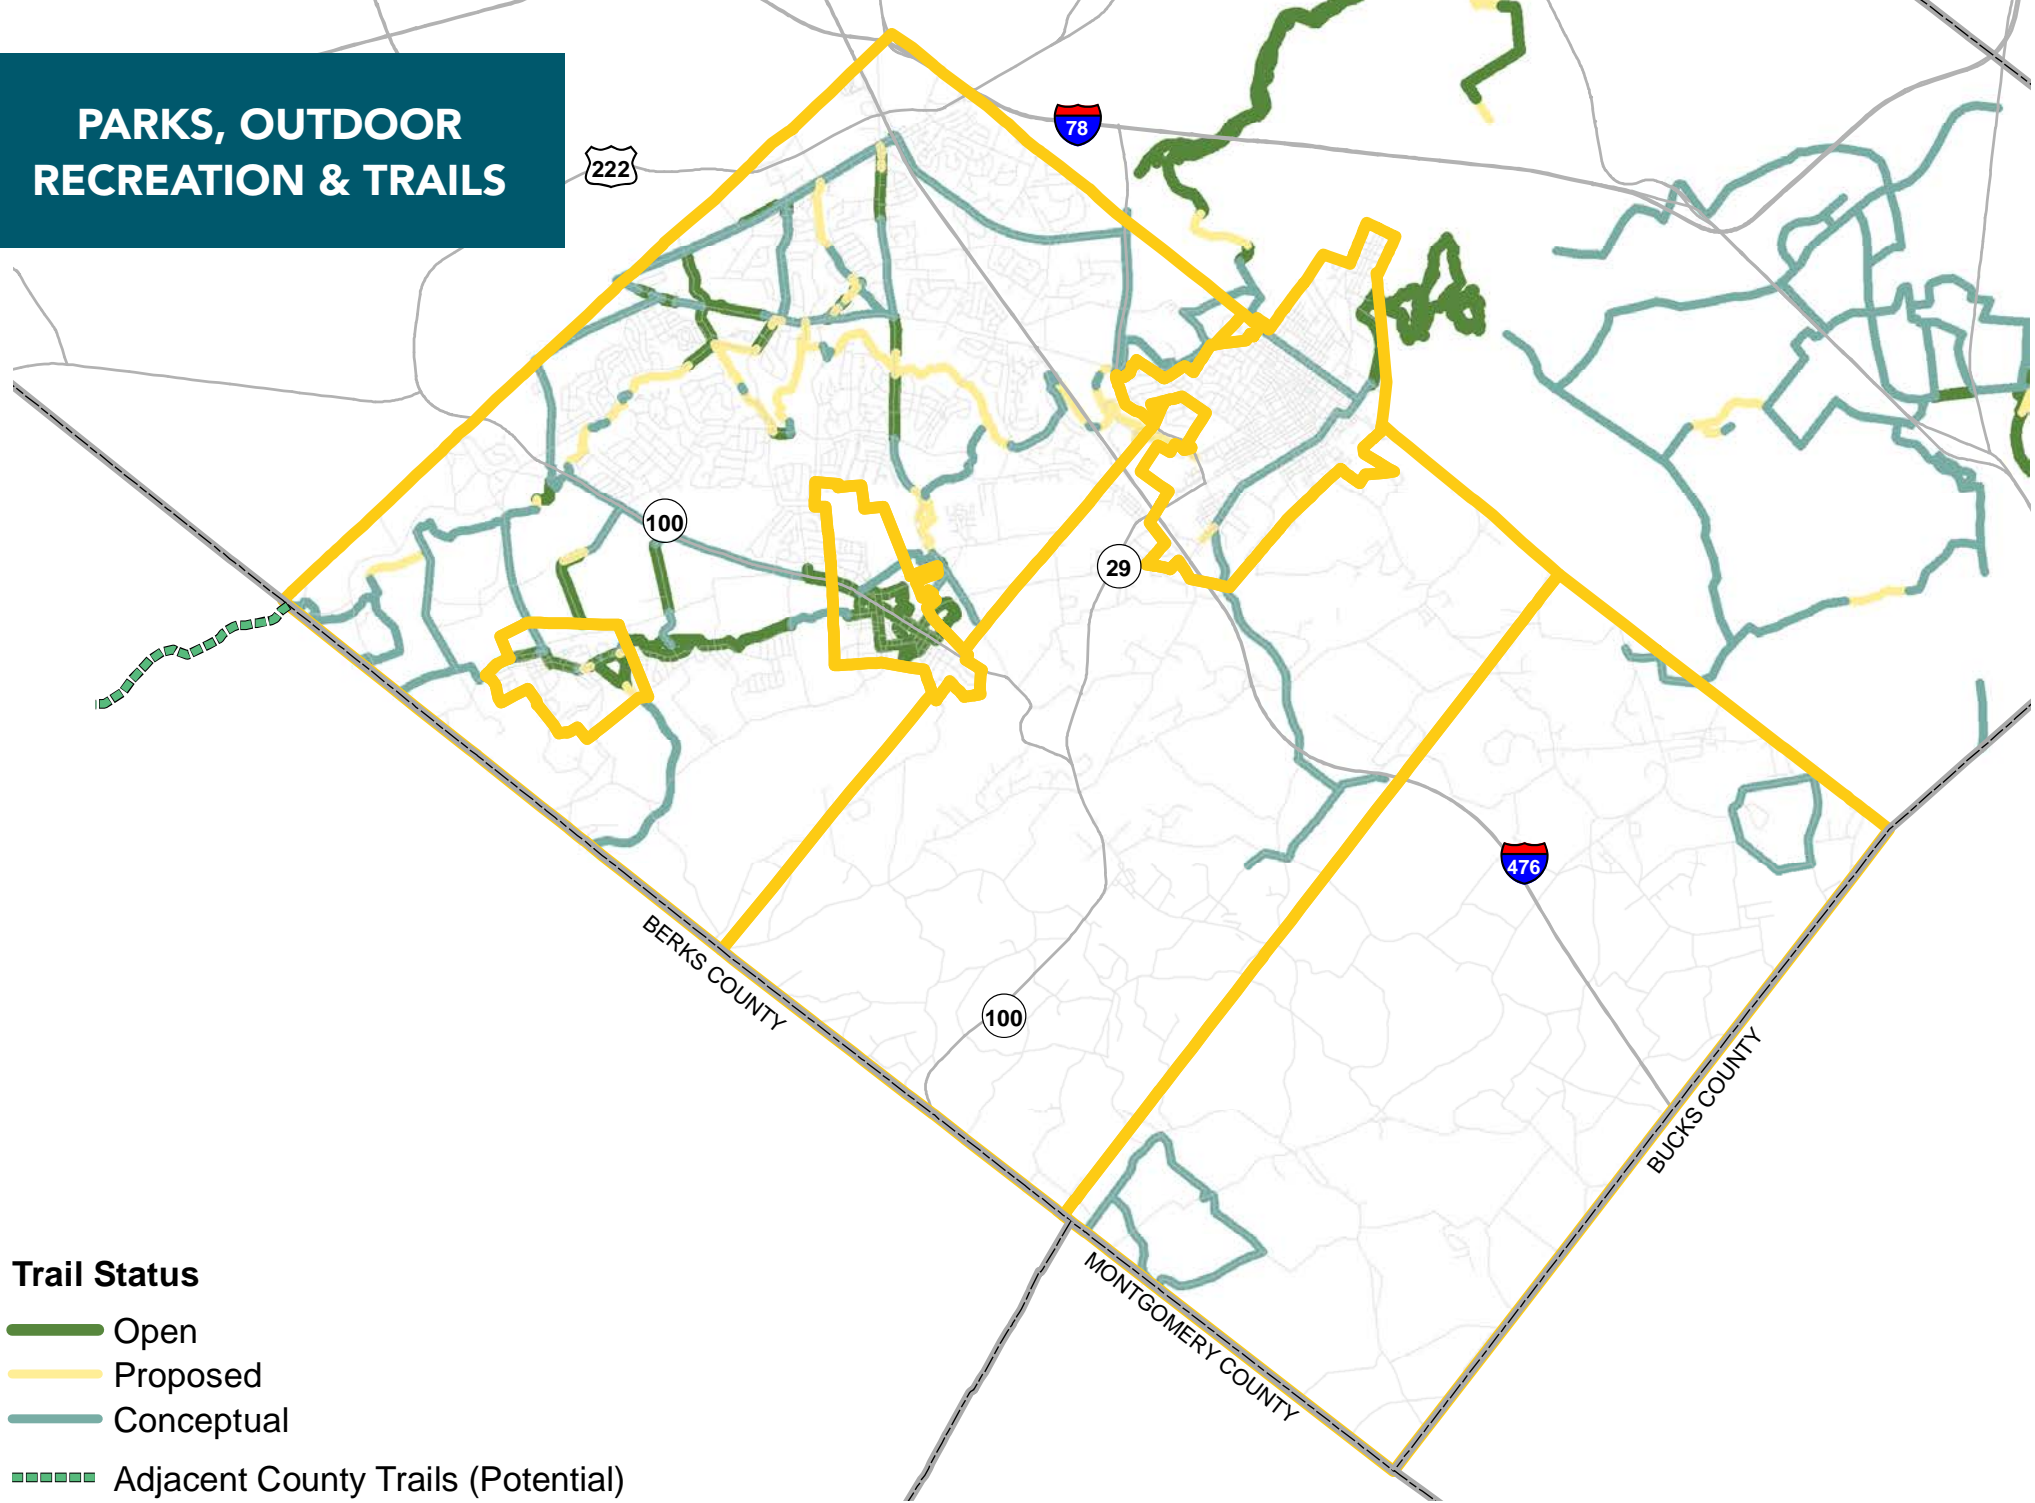 PARKS, OUTDOOR
RECREATION & TRAILS
78
222
100
29
476
BERKS COUNTY
100
BUCKS COUNTY
MONTGOMERY COUNTY
Trail Status
Open
Proposed
Conceptual
Adjacent County Trails (Potential)